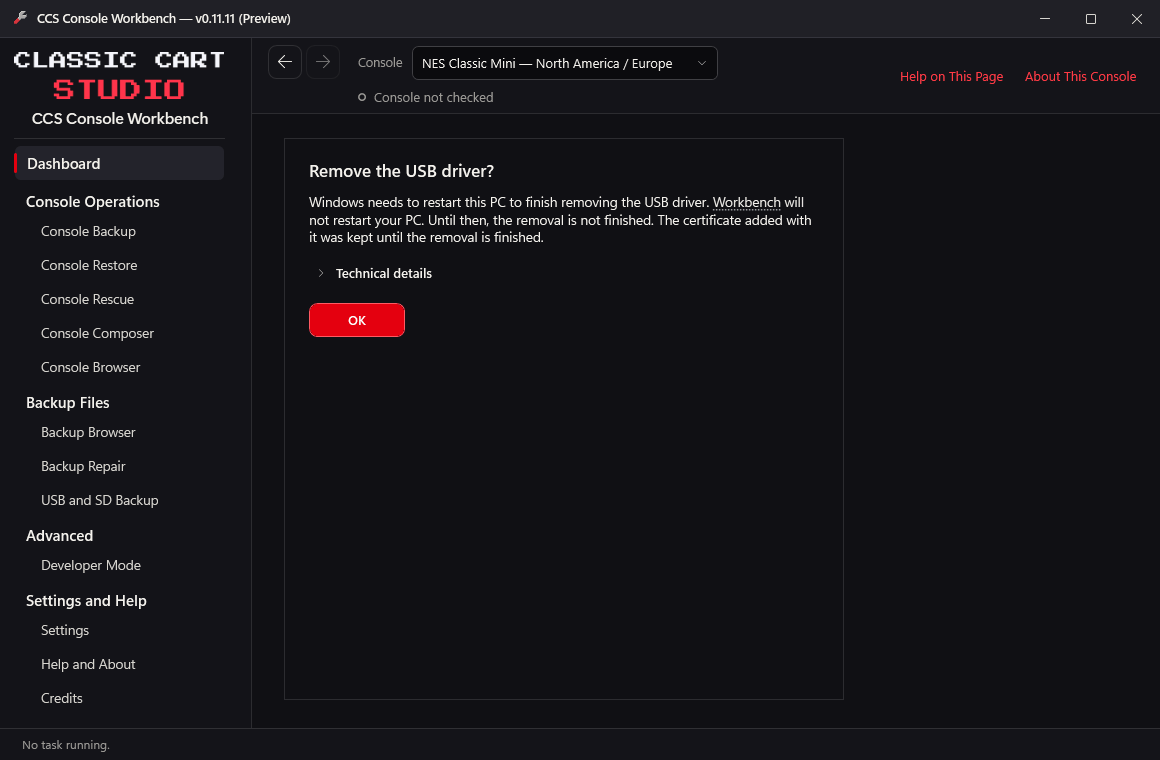 CCS Console Workbench — v0.11.11 (Preview)
CLASSIC CART
STUDIO
CCS Console Workbench
Dashboard
Console Operations
Console Backup
Console Restore
Console Rescue
Console Composer
Console Browser
Backup Files
Backup Browser
Backup Repair
USB and SD Backup
Advanced
Developer Mode
Settings and Help
Settings
Help and About
Credits
Console
NES Classic Mini — North America / Europe
Console not checked
Help on This Page
About This Console
Remove the USB driver?
Windows needs to restart this PC to finish removing the USB driver. Workbench will
not restart your PC. Until then, the removal is not finished. The certificate added with
it was kept until the removal is finished.
Technical details
OK
No task running.